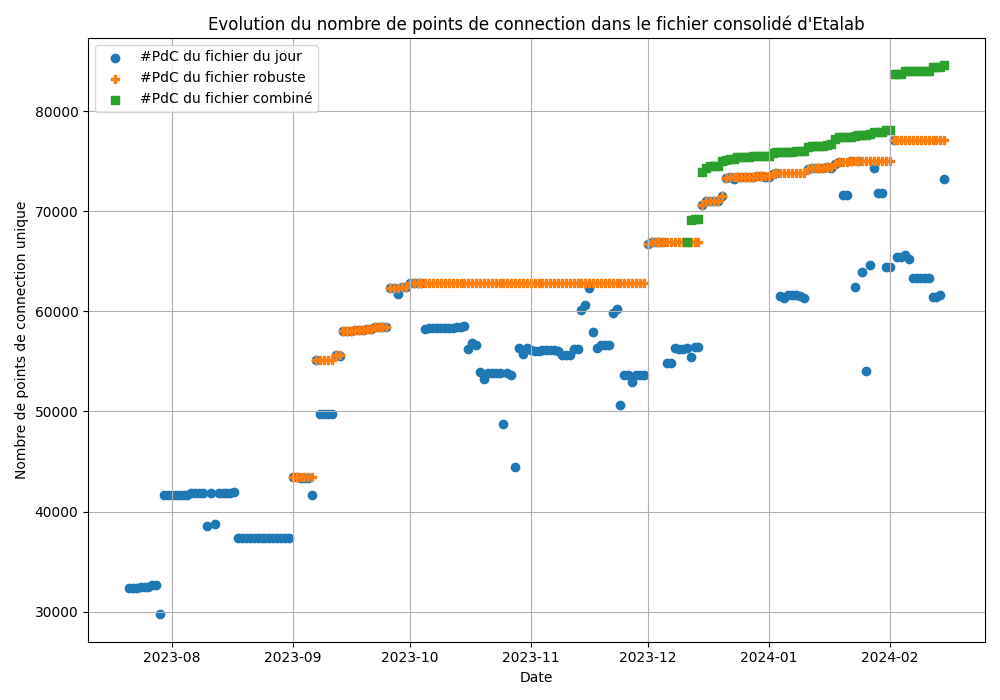 Evolution du nombre de points de connection dans le fichier consolidé d'Etalab
#PdC du fichier du jour
#PdC du fichier robuste
#PdC du fichier combiné
Nombre de points de connection unique
80000
70000
60000
50000
40000
30000
2023-08 2023-09 2023-10 2023-11 2023-12 2024-01 2024-02
Date